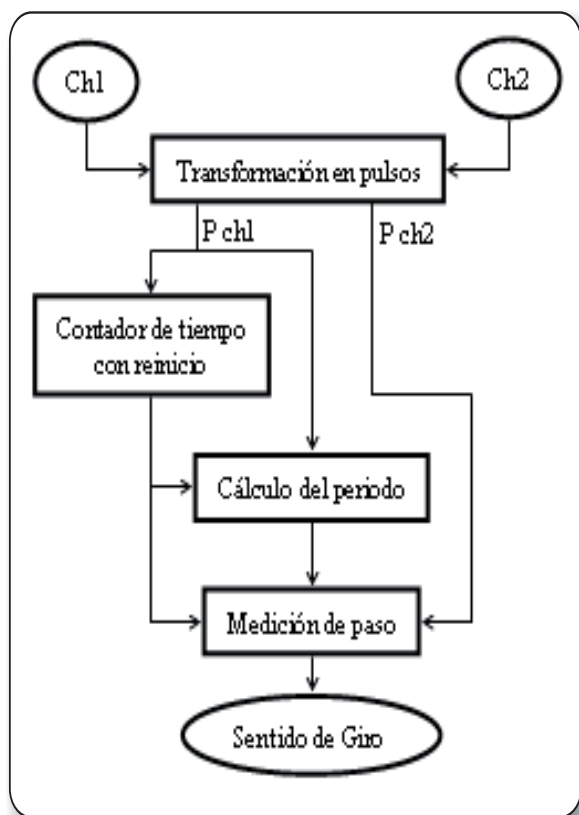 Ch1
Ch2
Transformación en pulsos
P ch1
P ch2
Contador de tiempo
con reinicio
Cálculo del periodo
Medición de paso
Sentido de Giro